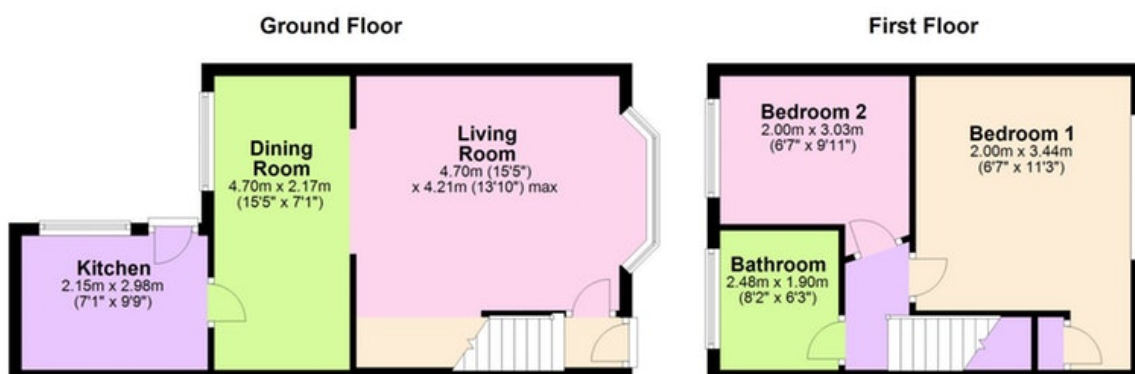 Ground Floor
First Floor
Dining
Room
4.70m x 2.17m
(15'5" x 7'1")
Living
Room
4.70m (15'5")
x 4.21m (13'10") max
Kitchen
2.15m x 2.98m
(7'1" x 9'9")
Bedroom 2
2.00m x 3.03m
(6'7" x 9'11")
Bedroom 1
2.00m x 3.44m
(6'7" x 11'3")
Bathroom
2.48m x 1.90m
(8'2" x 6'3")